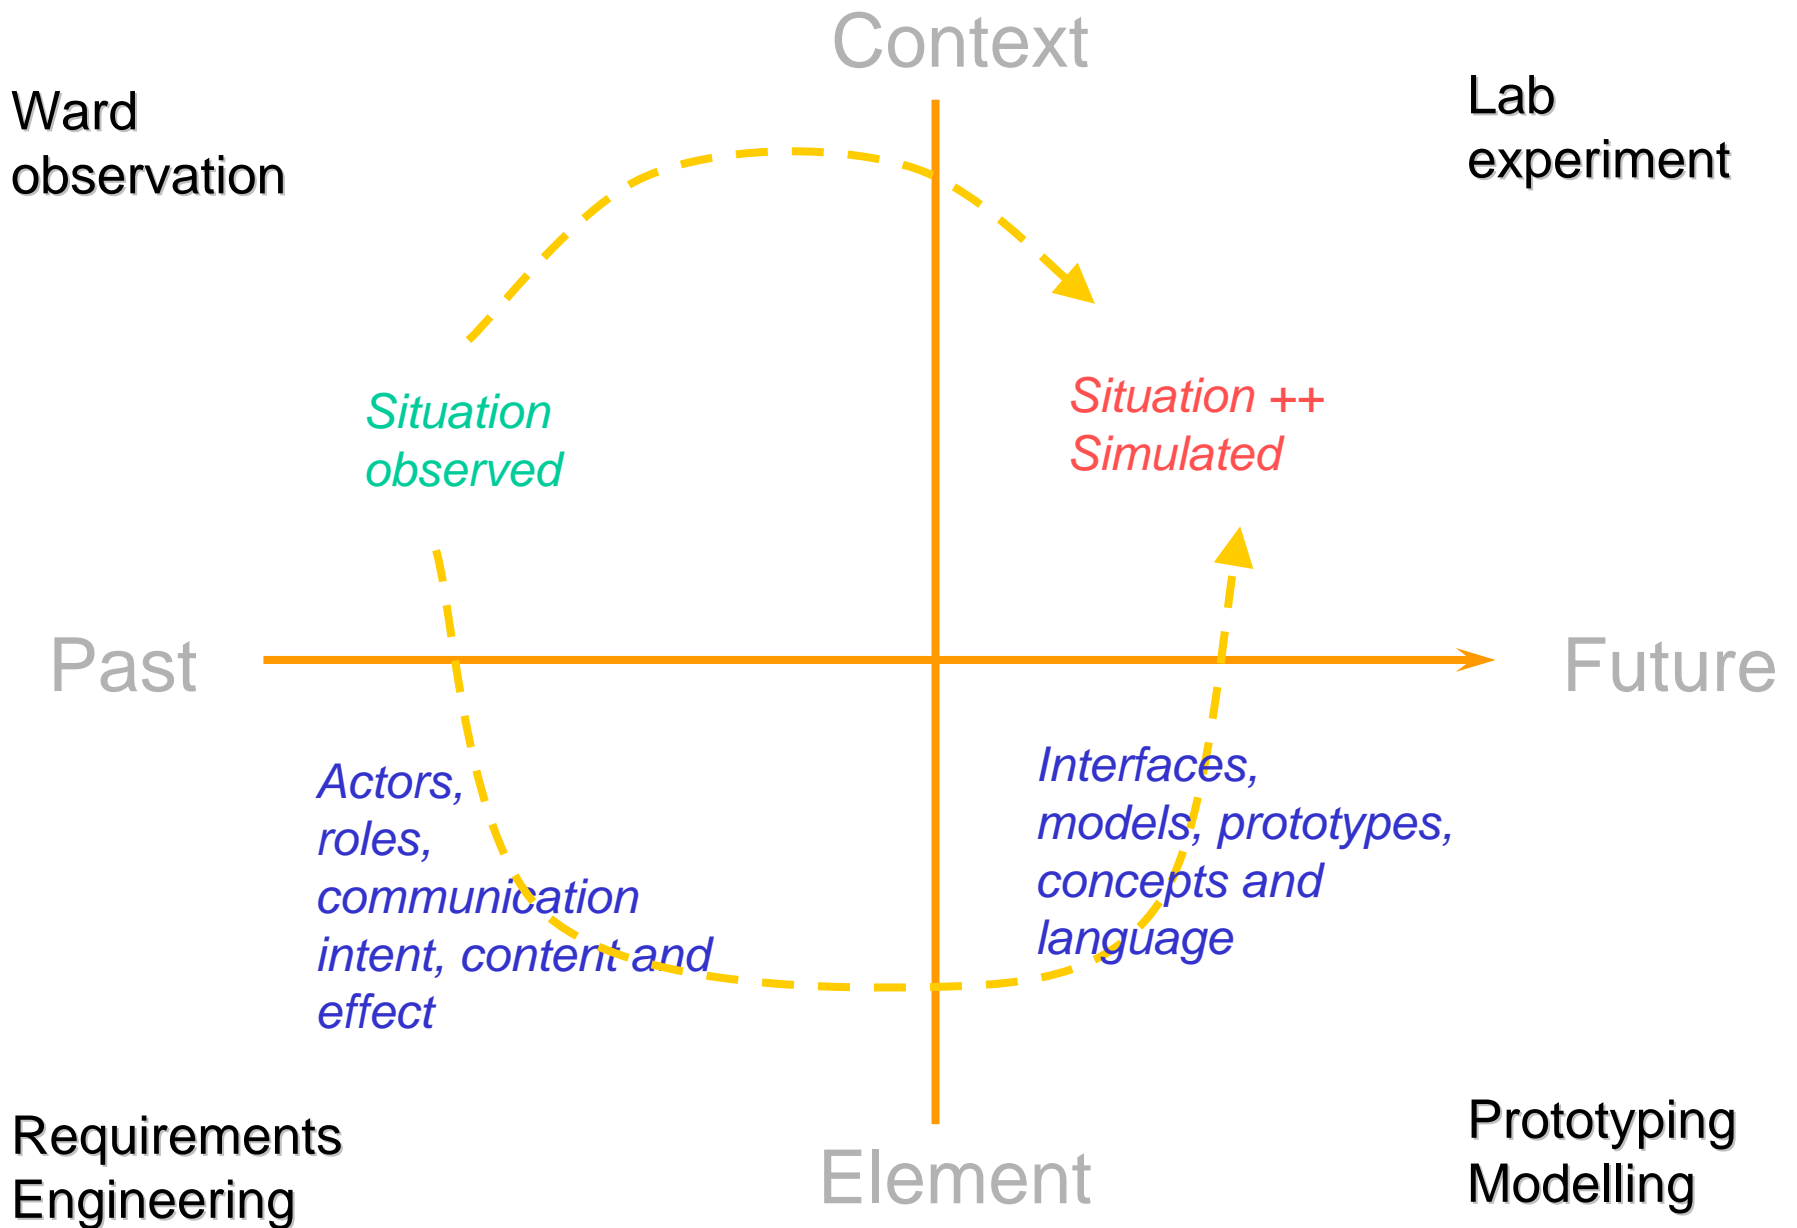 Context
Ward
observation
Lab
experiment
Situation
observed
Situation ++
Simulated
Past
Future
Actors,
roles,
communication
intent, content and
effect
Interfaces,
models, prototypes,
concepts and
language
Requirements
Engineering
Element
Prototyping
Modelling